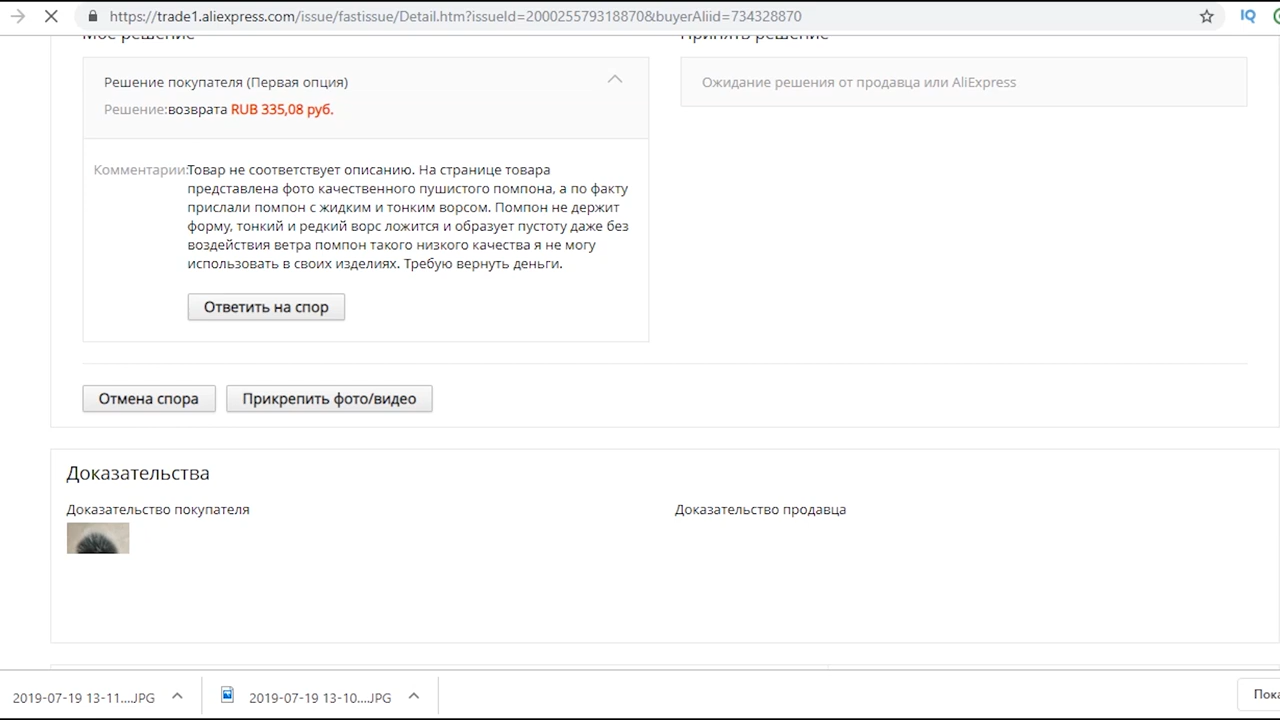 https://trade1.aliexpress.com/issue/fastissue/Detail.htm?issueId=200025579318870&buyerAliid=734328870
IQ
Мое решение
Принять решение
Решение покупателя (Первая опция)
Решение:возврата RUB 335,08 руб.
Ожидание решения от продавца или AliExpress
Комментарии:Товар не соответствует описанию. На странице товара
представлена фото качественного пушистого помпона, а по факту
прислали помпон с жидким и тонким ворсом. Помпон не держит
форму, тонкий и редкий ворс ложится и образует пустоту даже без
воздействия ветра помпон такого низкого качества я не могу
использовать в своих изделиях. Требую вернуть деньги.
Ответить на спор
Отмена спора
Прикрепить фото/видео
Доказательства
Доказательство покупателя
Доказательство продавца
2019-07-19 13-11....JPG
2019-07-19 13-10....JPG
Пока